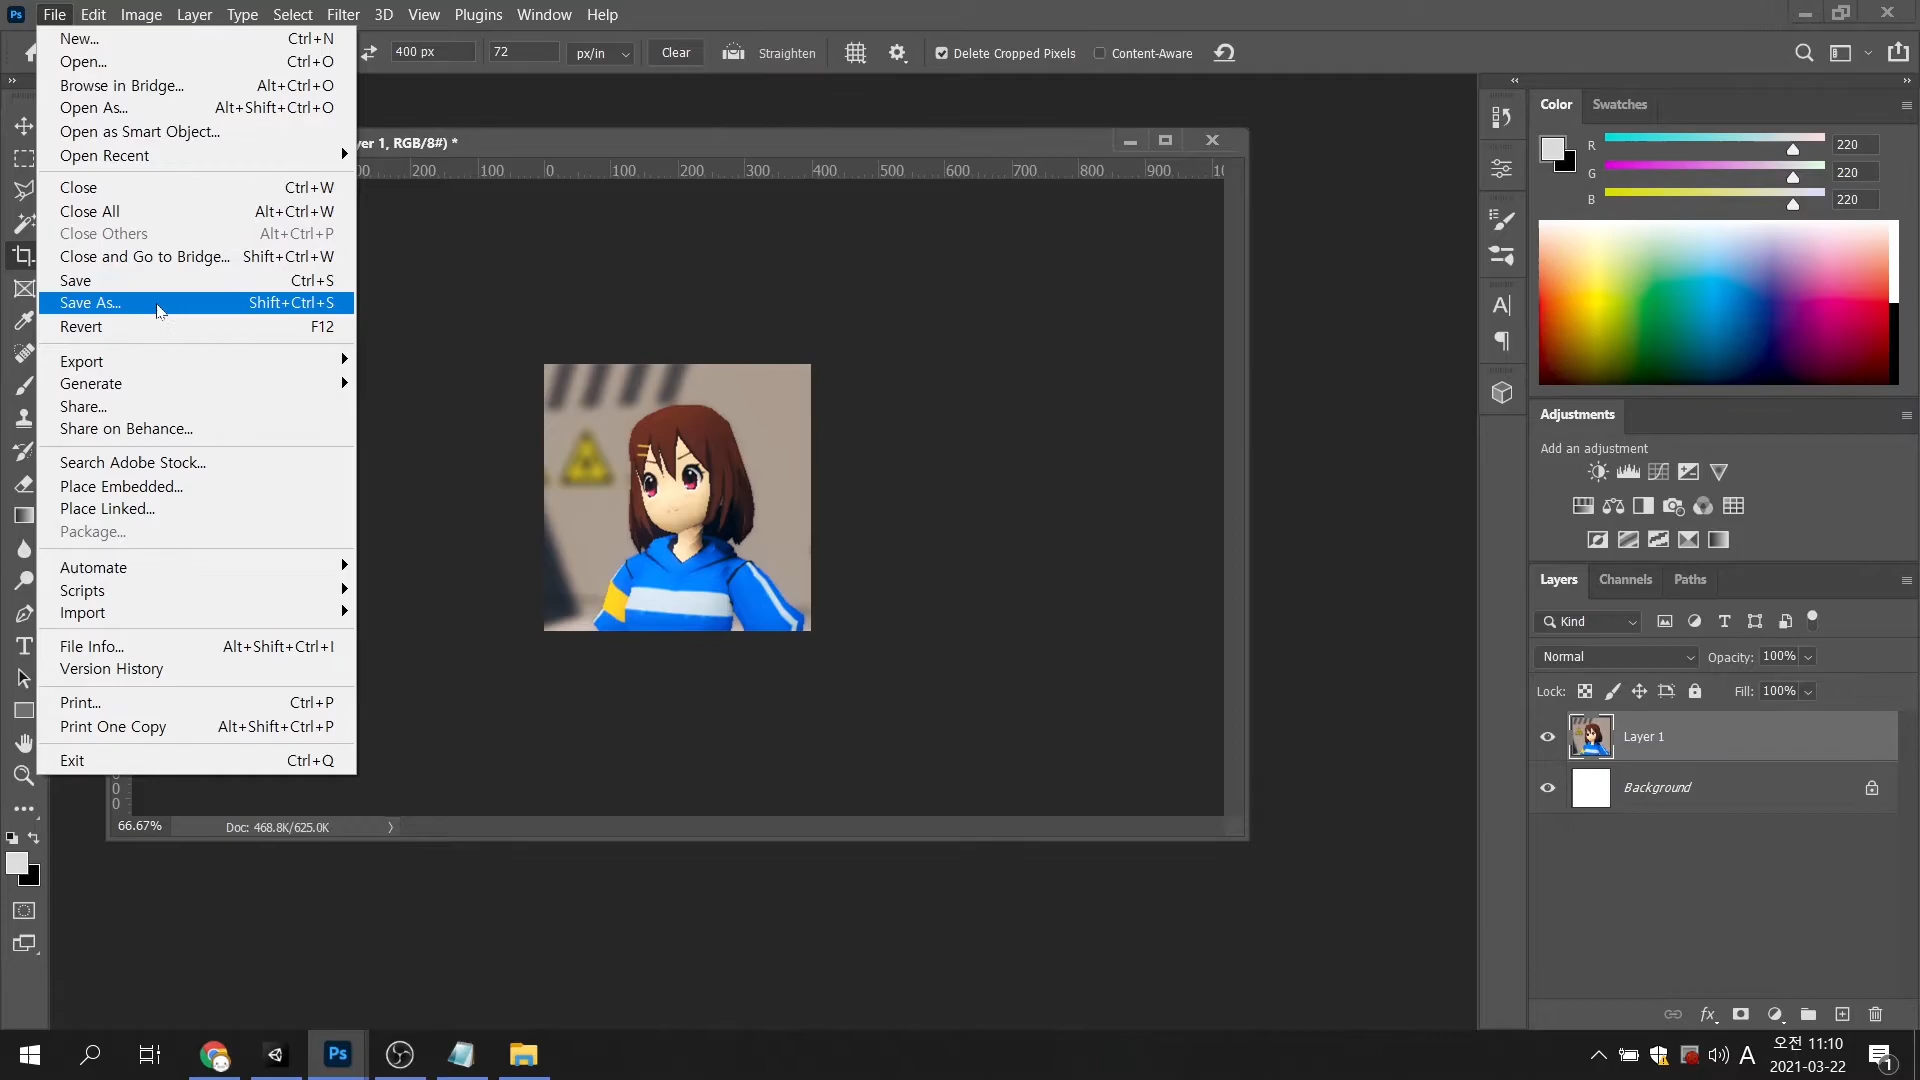 Ps File Edit Image Layer Type Select Filter 3D View Plugins Window Help
400 px 72 px/in Clear Straighten Delete Cropped Pixels Content-Aware
New... Ctrl+N
Open... Ctrl+O
Browse in Bridge... Alt+Ctrl+O
Open As... Alt+Shift+Ctrl+O
Open as Smart Object...
Open Recent
Close Ctrl+W
Close All Alt+Ctrl+W
Close Others Alt+Ctrl+P
Close and Go to Bridge... Shift+Ctrl+W
Save Ctrl+S
Save As... Shift+Ctrl+S
Revert F12
Export
Generate
Share...
Share on Behance...
Search Adobe Stock...
Place Embedded...
Place Linked...
Package...
Automate
Scripts
Import
File Info... Alt+Shift+Ctrl+I
Version History
Print... Ctrl+P
Print One Copy Alt+Shift+Ctrl+P
Exit Ctrl+Q
1, RGB/8#) *
200 100 0 100 200 300 400 500 600 700 800 900
66.67% Doc: 468.8K/625.0K
Color Swatches
R 220
G 220
B 220
Adjustments
Add an adjustment
Layers Channels Paths
Kind
Normal Opacity: 100%
Lock: Fill: 100%
Layer 1
Background
fx
Ps A 오전 11:10
2021-03-22
1